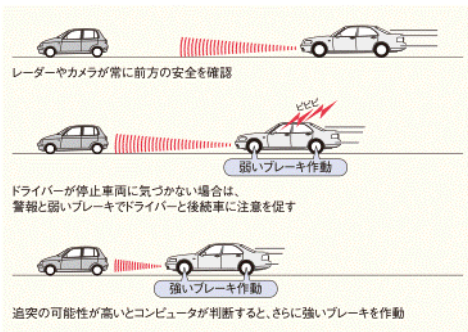 レーダーやカメラが常に前方の安全を確認
ピピピ
弱いブレーキ作動
ドライバーが停止車両に気づかない場合は、
警報と弱いブレーキでドライバーと後続車に注意を促す
強いブレーキ作動
追突の可能性が高いとコンピュータが判断すると、さらに強いブレーキを作動